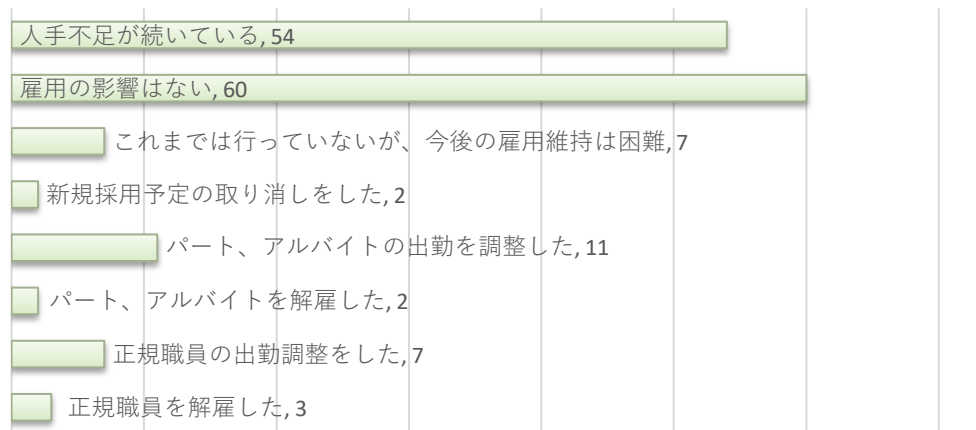 人手不足が続いている, 54
雇用の影響はない, 60
これまでは行っていないが、今後の雇用維持は困難, 7
新規採用予定の取り消しをした, 2
パート、アルバイトの出勤を調整した, 11
パート、アルバイトを解雇した, 2
正規職員の出勤調整をした, 7
正規職員を解雇した, 3